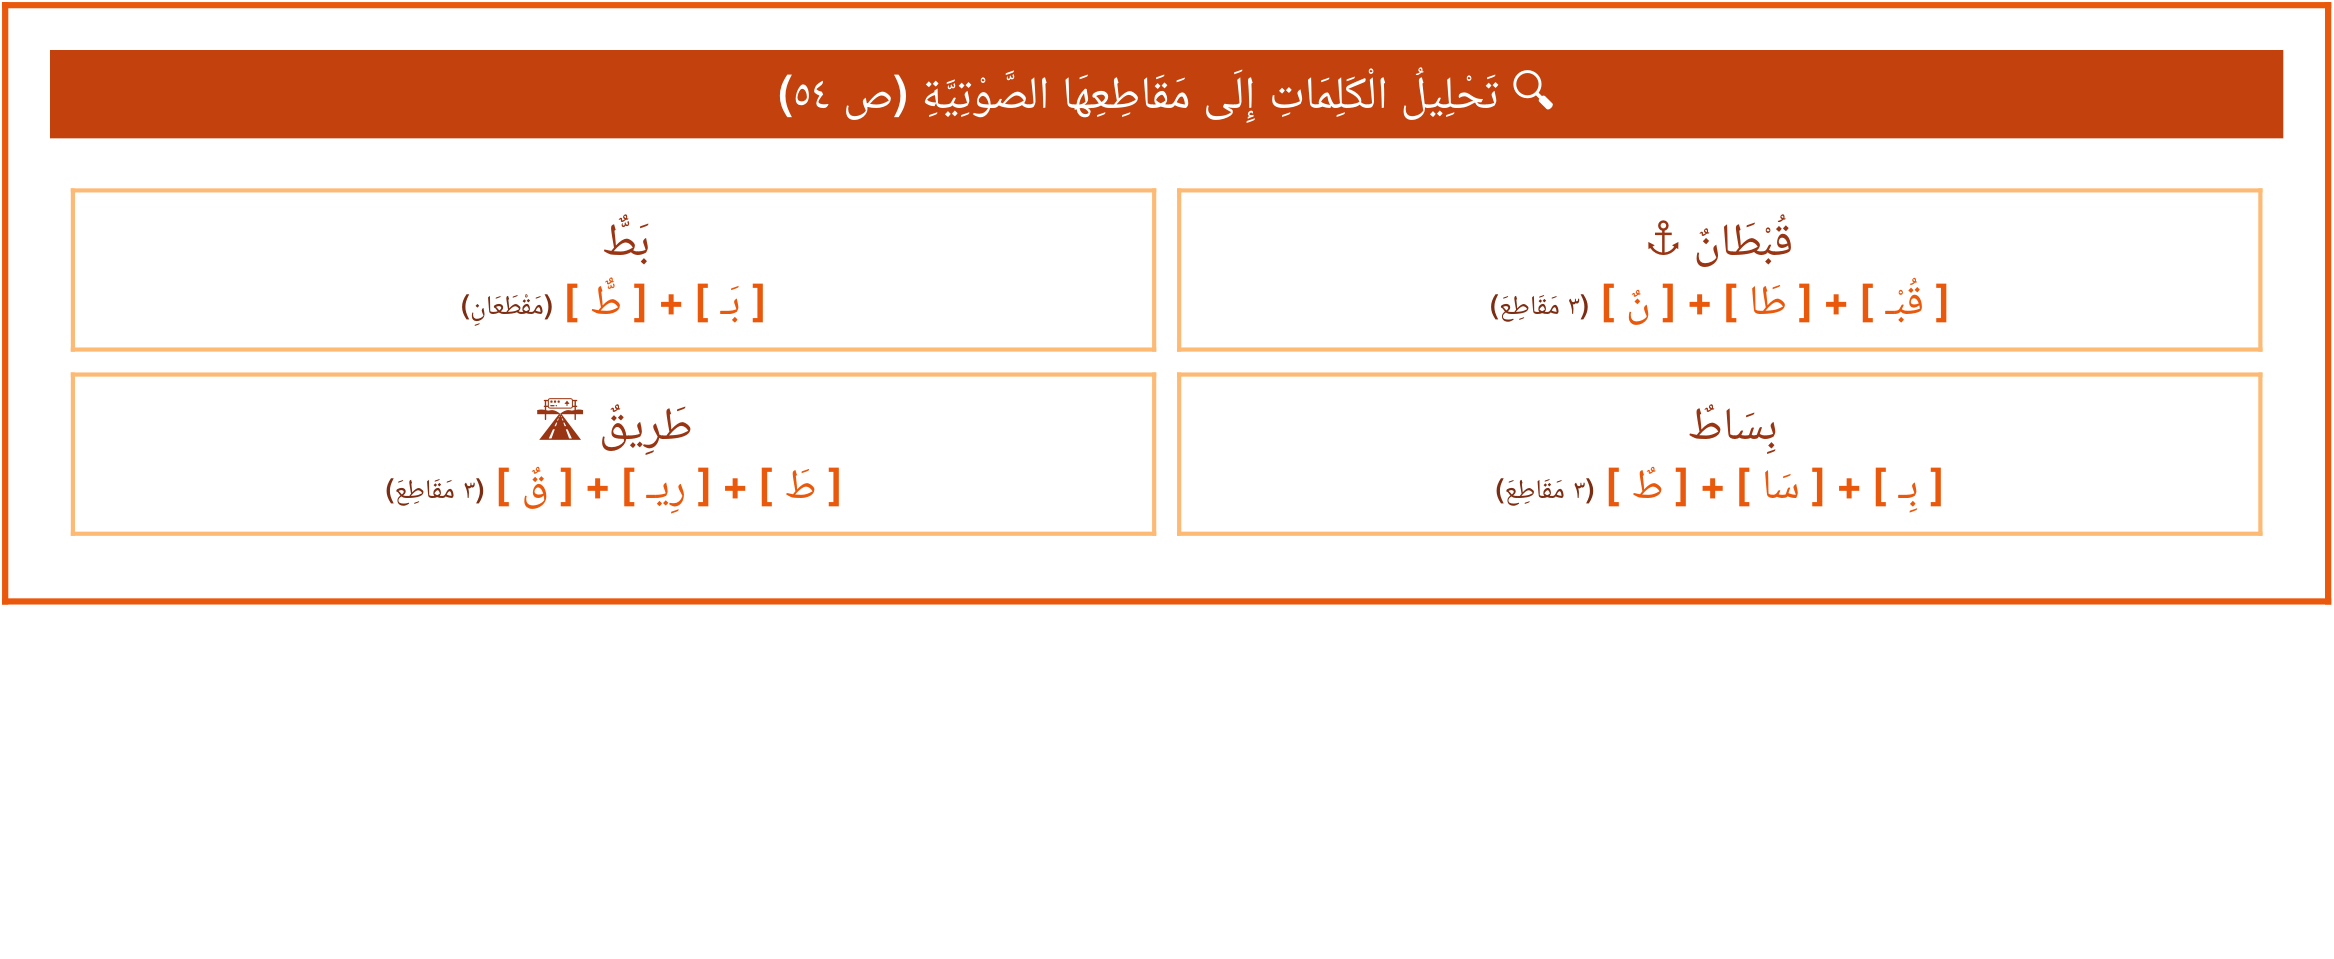 🔍 تَحْلِيلُ الْكَلِمَاتِ إِلَى مَقَاطِعِهَا الصَّوْتِيَّةِ (ص ٥٤)
قُبْطَانٌ ⚓
[ قُبْـ ] + [ طَا ] + [ نٌ ] (٣ مَقَاطِعَ)
بَطٌّ
[ بَـ ] + [ طٌّ ] (مَقْطَعَانِ)
بِسَاطٌ
[ بِـ ] + [ سَا ] + [ طٌ ] (٣ مَقَاطِعَ)
طَرِيقٌ 🛣
[ طَ ] + [ رِيـ ] + [ قٌ ] (٣ مَقَاطِعَ)